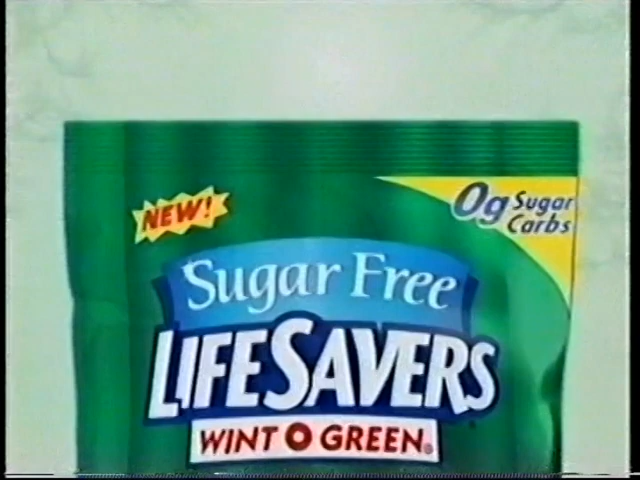 NEW!
0g Sugar
Carbs
Sugar Free
LIFESAVERS
WINT O GREEN®